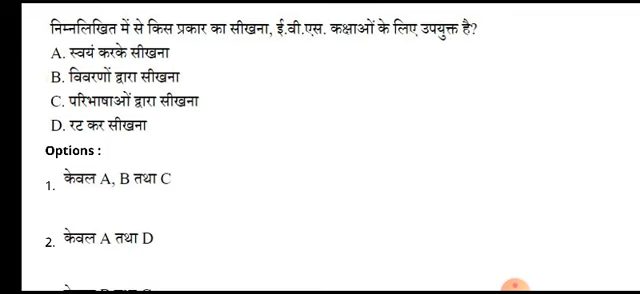 निम्नलिखित में से किस प्रकार का सीखना, ई.वी.एस. कक्षाओं के लिए उपयुक्त है?
A. स्वयं करके सीखना
B. विवरणों द्वारा सीखना
C. परिभाषाओं द्वारा सीखना
D. रट कर सीखना
Options :
1. केवल A, B तथा C
2. केवल A तथा D